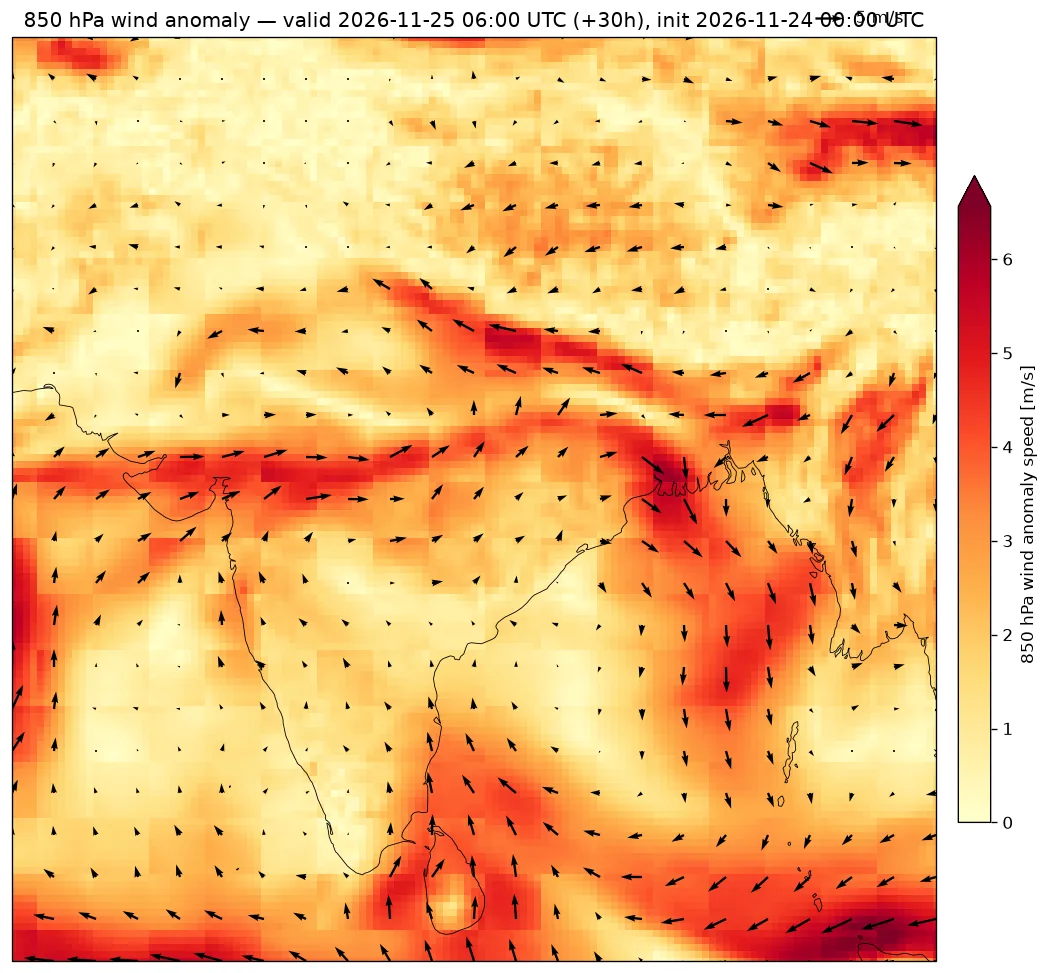 850 hPa wind anomaly — valid 2026-11-25 06:00 UTC (+30h), init 2026-11-24 00:00 UTC
5 m/s
6
5
4
3
2
1
0
850 hPa wind anomaly speed [m/s]